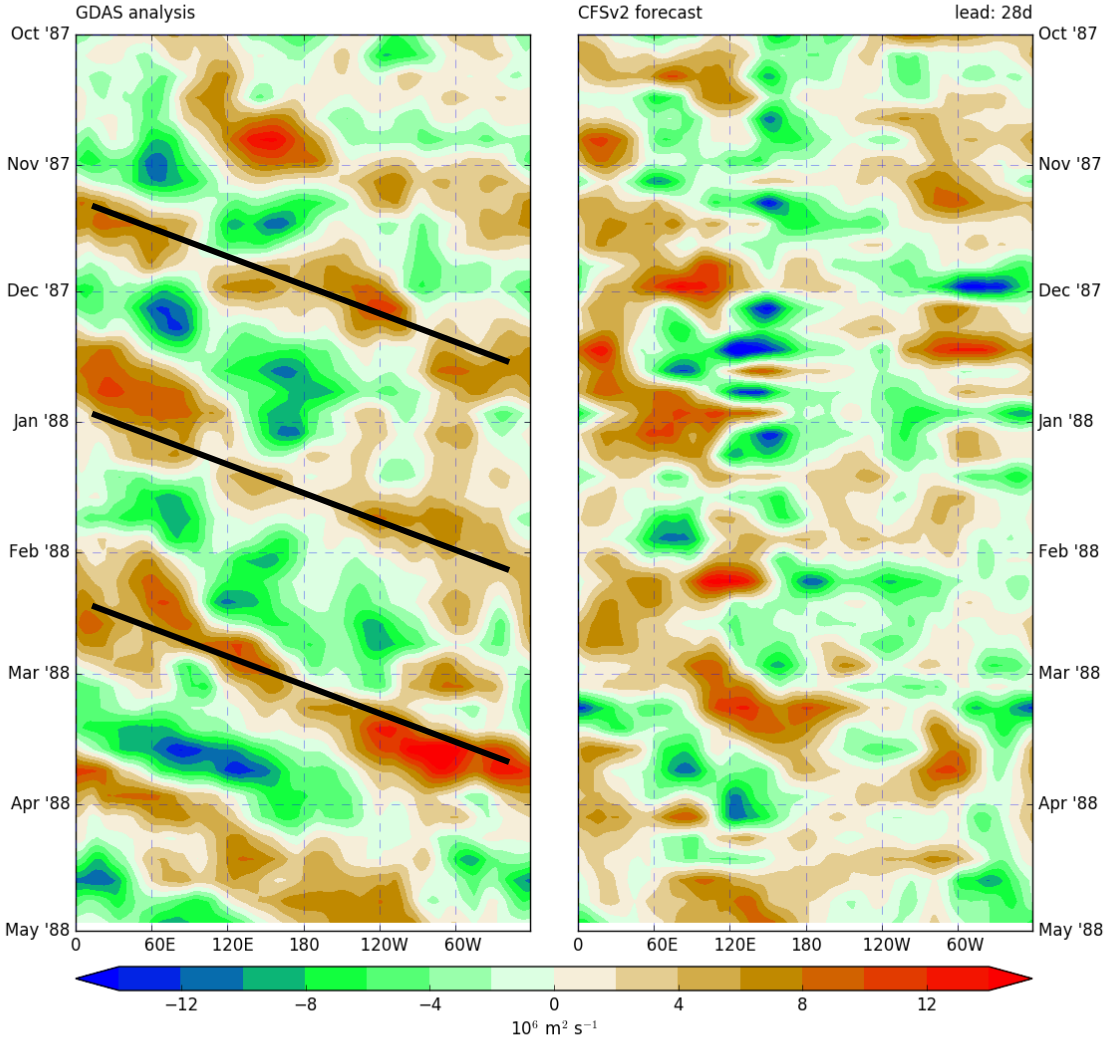 GDAS analysis
CFSv2 forecast lead: 28d
Oct '87 Oct '87
Nov '87 Nov '87
Dec '87 Dec '87
Jan '88 Jan '88
Feb '88 Feb '88
Mar '88 Mar '88
Apr '88 Apr '88
May '88 May '88
0 60E 120E 180 120W 60W 0 60E 120E 180 120W 60W
−12 −8 −4 0 4 8 12
10⁶ m² s⁻¹